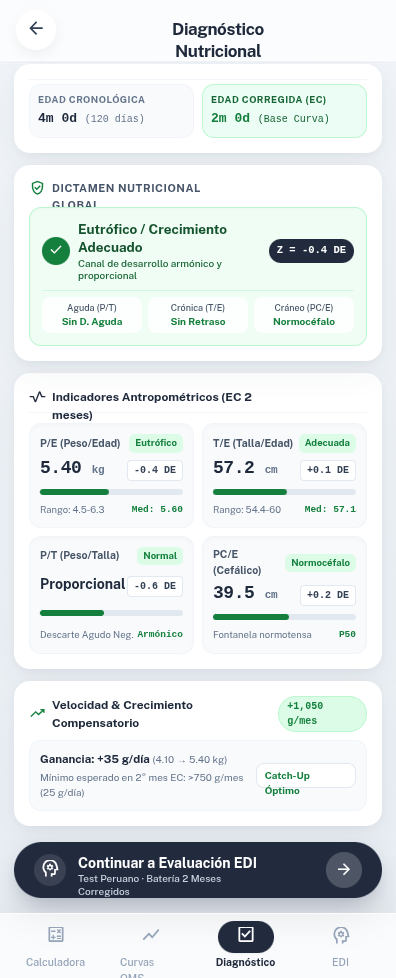 Diagnóstico
Nutricional
EDAD CRONOLÓGICA
4m 0d (120 días)
EDAD CORREGIDA (EC)
2m 0d (Base Curva)
DICTAMEN NUTRICIONAL
GLOBAL
Eutrófico / Crecimiento
Adecuado
Canal de desarrollo armónico y
proporcional
Z = -0.4 DE
Aguda (P/T)
Sin D. Aguda
Crónica (T/E)
Sin Retraso
Cráneo (PC/E)
Normocéfalo
Indicadores Antropométricos (EC 2
meses)
P/E (Peso/Edad)
Eutrófico
5.40 kg
-0.4 DE
Rango: 4.5-6.3
Med: 5.60
T/E (Talla/Edad)
Adecuada
57.2 cm
+0.1 DE
Rango: 54.4-60
Med: 57.1
P/T (Peso/Talla)
Normal
Proporcional
-0.6 DE
Descarte Agudo Neg.
Armónico
PC/E
(Cefálico)
Normocéfalo
39.5 cm
+0.2 DE
Fontanela normotensa
P50
Velocidad & Crecimiento
Compensatorio
+1,050
g/mes
Ganancia: +35 g/día (4.10 → 5.40 kg)
Mínimo esperado en 2° mes EC: >750 g/mes
(25 g/día)
Catch-Up
Óptimo
Continuar a Evaluación EDI
Test Peruano · Batería 2 Meses
Corregidos
Calculadora
Curvas
OMS
Diagnóstico
EDI